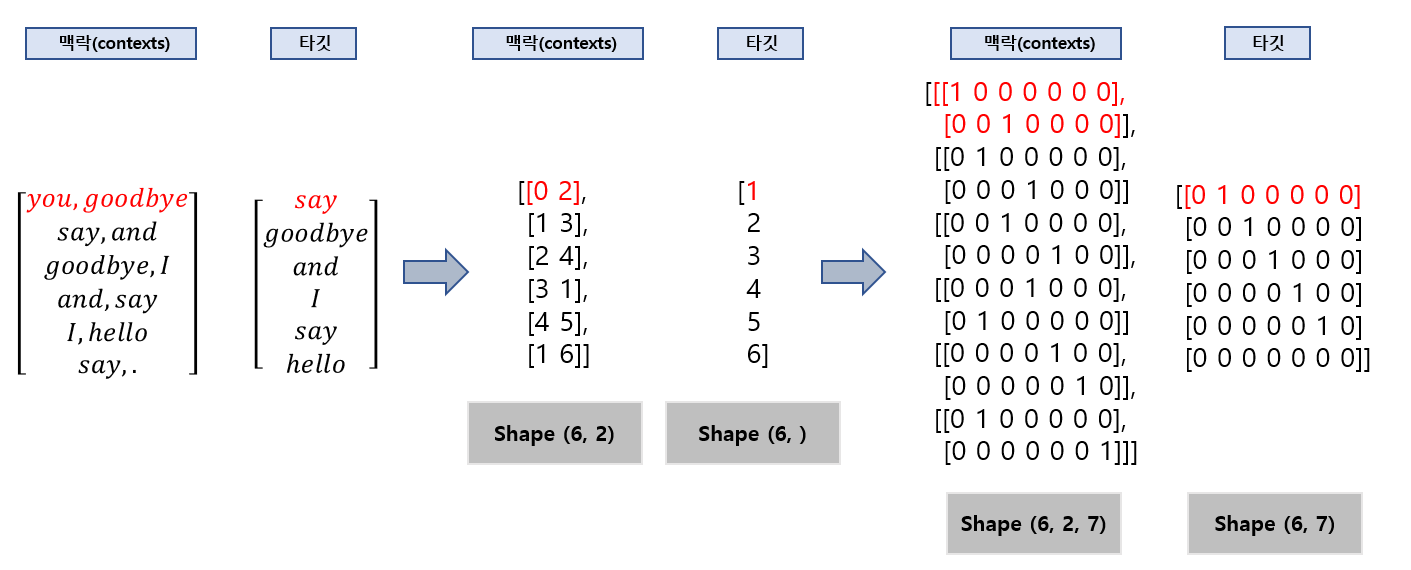 맥락(contexts)
타깃
맥락(contexts)
타깃
맥락(contexts)
타깃
you, goodbye
say, and
goodbye, I
and, say
I, hello
say, .
say
goodbye
and
I
say
hello
[[0 2],
[1 3],
[2 4],
[3 1],
[4 5],
[1 6]]
Shape (6, 2)
[1
2
3
4
5
6]
Shape (6, )
[[[1 0 0 0 0 0 0],
[0 0 1 0 0 0 0]],
[[0 1 0 0 0 0 0],
[0 0 0 1 0 0 0]]
[[0 0 1 0 0 0 0],
[0 0 0 0 1 0 0]],
[[0 0 0 1 0 0 0],
[0 1 0 0 0 0 0]]
[[0 0 0 0 1 0 0],
[0 0 0 0 0 1 0]],
[[0 1 0 0 0 0 0],
[0 0 0 0 0 0 1]]]
Shape (6, 2, 7)
[[0 1 0 0 0 0 0]
[0 0 1 0 0 0 0]
[0 0 0 1 0 0 0]
[0 0 0 0 1 0 0]
[0 0 0 0 0 1 0]
[0 0 0 0 0 0 0]]
Shape (6, 7)